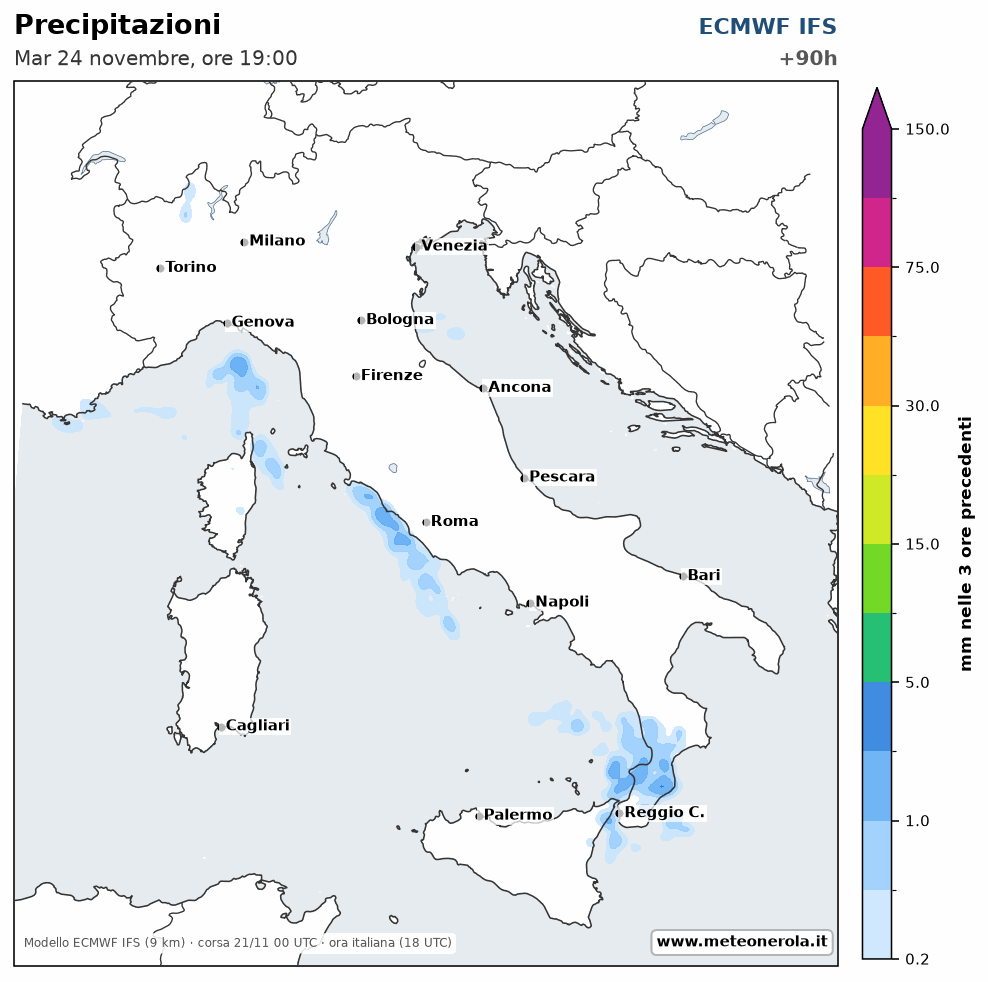 Precipitazioni
ECMWF IFS
Mar 24 novembre, ore 19:00
+90h
150.0
75.0
30.0
15.0
5.0
1.0
0.2
mm nelle 3 ore precedenti
Milano
Venezia
Torino
Genova
Bologna
Firenze
Ancona
Pescara
Roma
Bari
Napoli
Cagliari
Palermo
Reggio C.
Modello ECMWF IFS (9 km) · corsa 21/11 00 UTC · ora italiana (18 UTC)
www.meteonerola.it